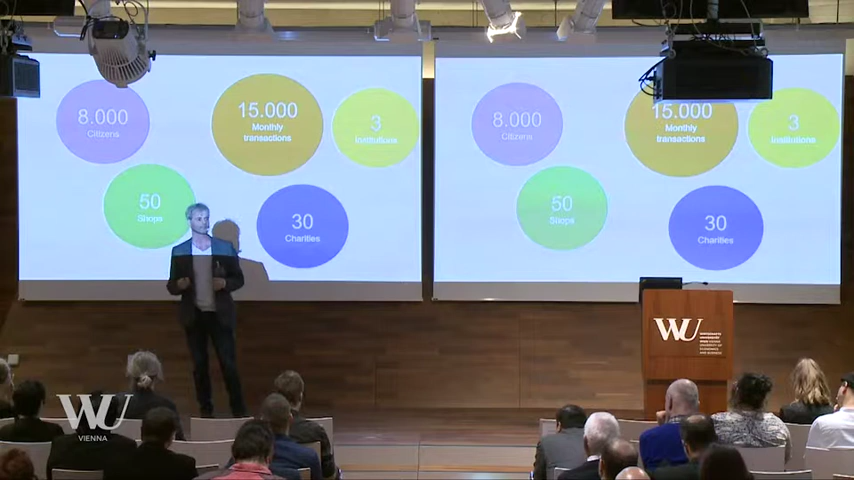 8.000
Citizens
15.000
Monthly
transactions
3
Institutions
50
Shops
30
Charities
8.000
Citizens
15.000
Monthly
transactions
3
Institutions
50
Shops
30
Charities
WU
WU
VIENNA